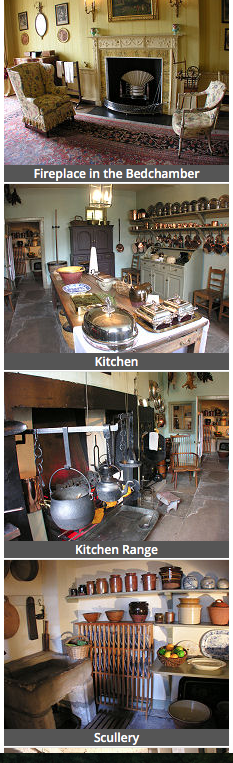 Fireplace in the Bedchamber
Kitchen
Kitchen Range
Scullery